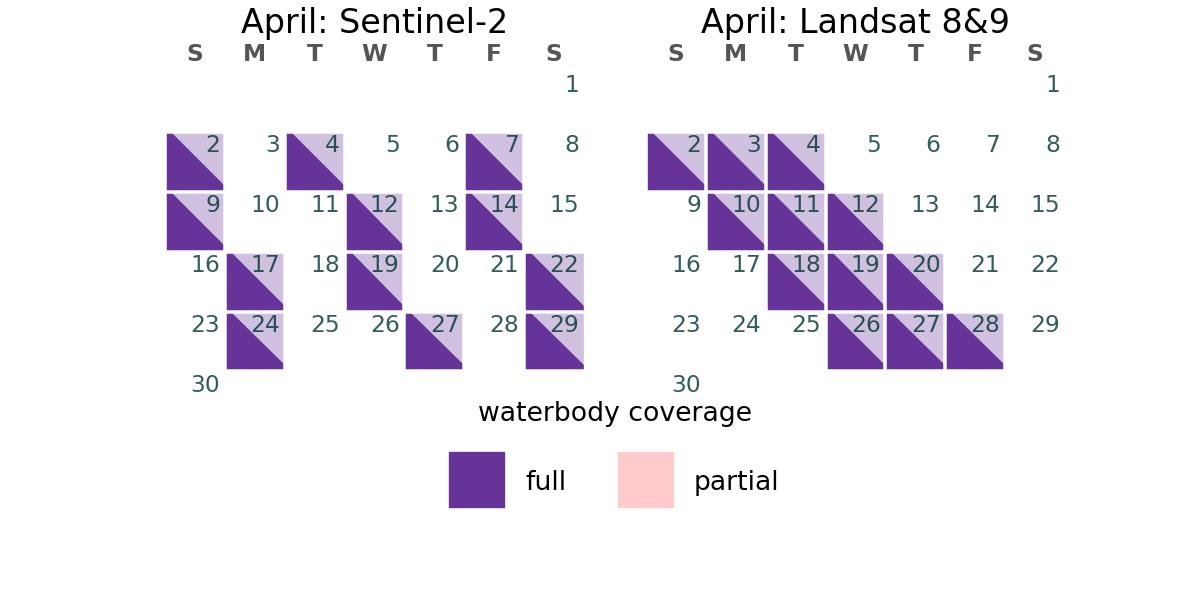 April: Sentinel-2
S M T W T F S
1
2 3 4 5 6 7 8
9 10 11 12 13 14 15
16 17 18 19 20 21 22
23 24 25 26 27 28 29
30
April: Landsat 8&9
S M T W T F S
1
2 3 4 5 6 7 8
9 10 11 12 13 14 15
16 17 18 19 20 21 22
23 24 25 26 27 28 29
30
waterbody coverage
full partial